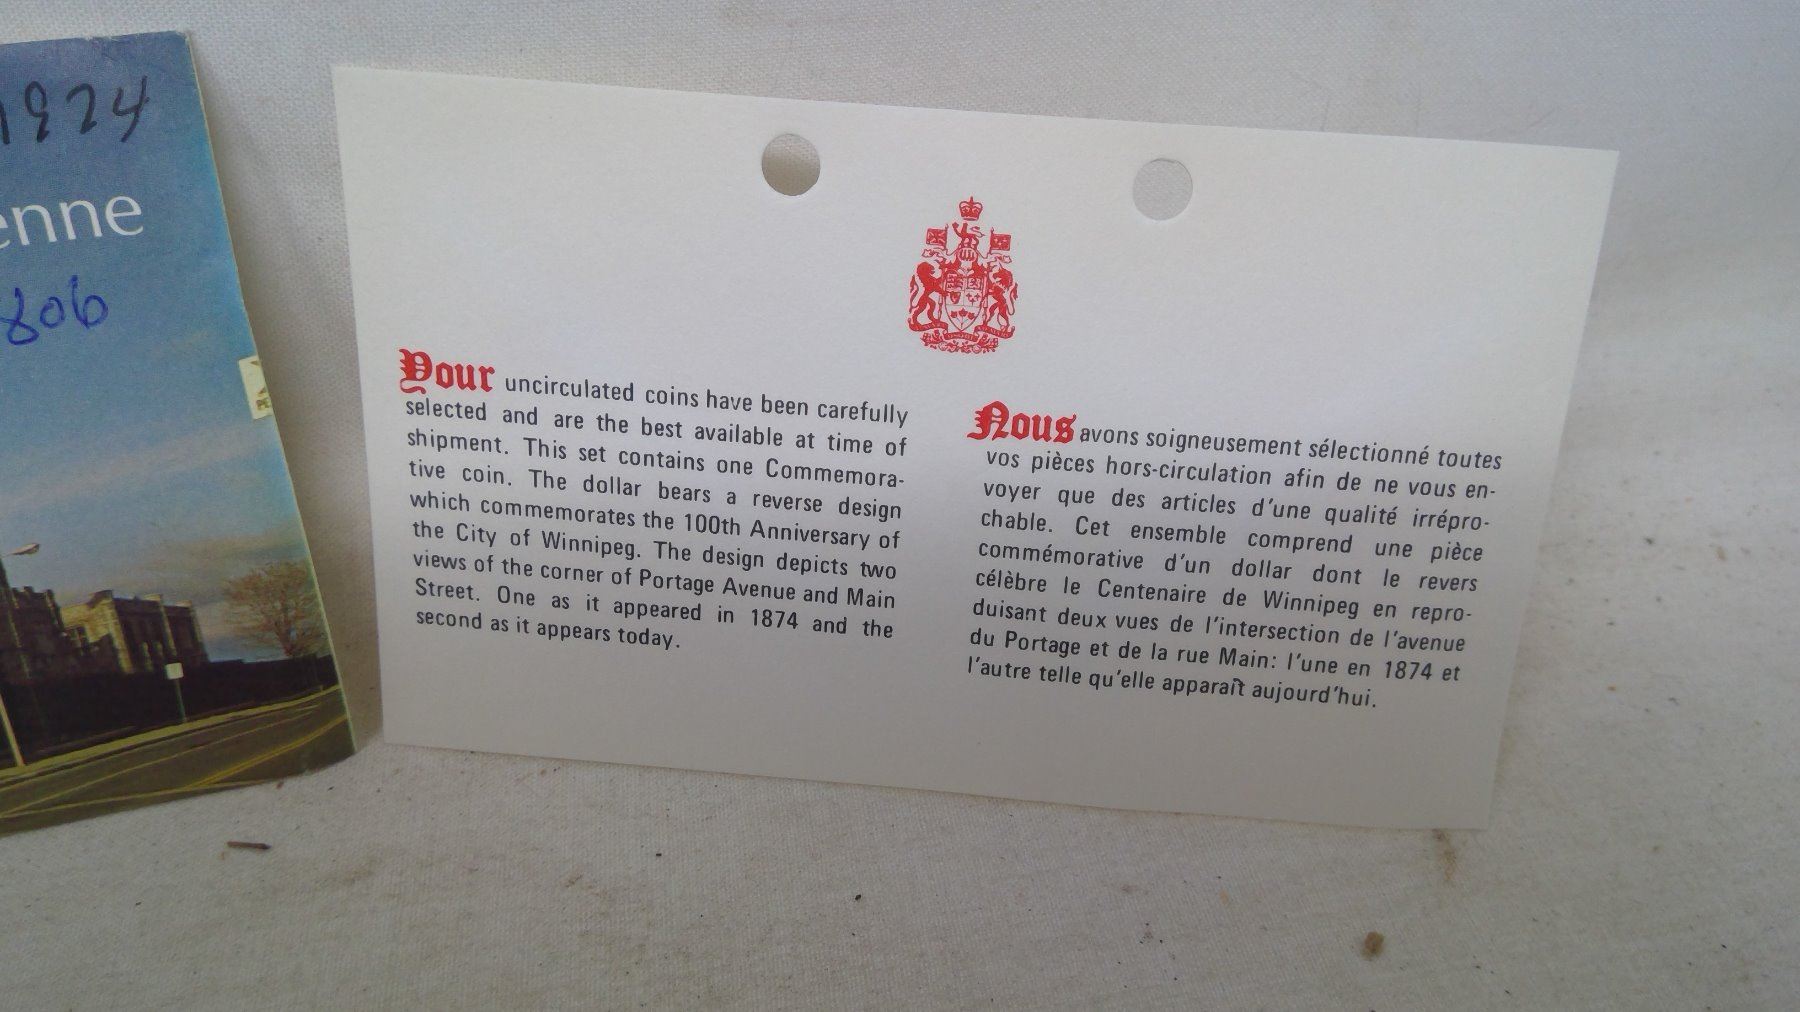 1974
enne
806
Your uncirculated coins have been carefully
selected and are the best available at time of
shipment. This set contains one Commemora-
tive coin. The dollar bears a reverse design
which commemorates the 100th Anniversary of
the City of Winnipeg. The design depicts two
views of the corner of Portage Avenue and Main
Street. One as it appeared in 1874 and the
second as it appears today.
Nous avons soigneusement sélectionné toutes
vos pièces hors-circulation afin de ne vous en-
voyer que des articles d'une qualité irrépro-
chable. Cet ensemble comprend une pièce
commémorative d'un dollar dont le revers
célèbre le Centenaire de Winnipeg en repro-
duisant deux vues de l'intersection de l'avenue
du Portage et de la rue Main: l'une en 1874 et
l'autre telle qu'elle apparaît aujourd'hui.